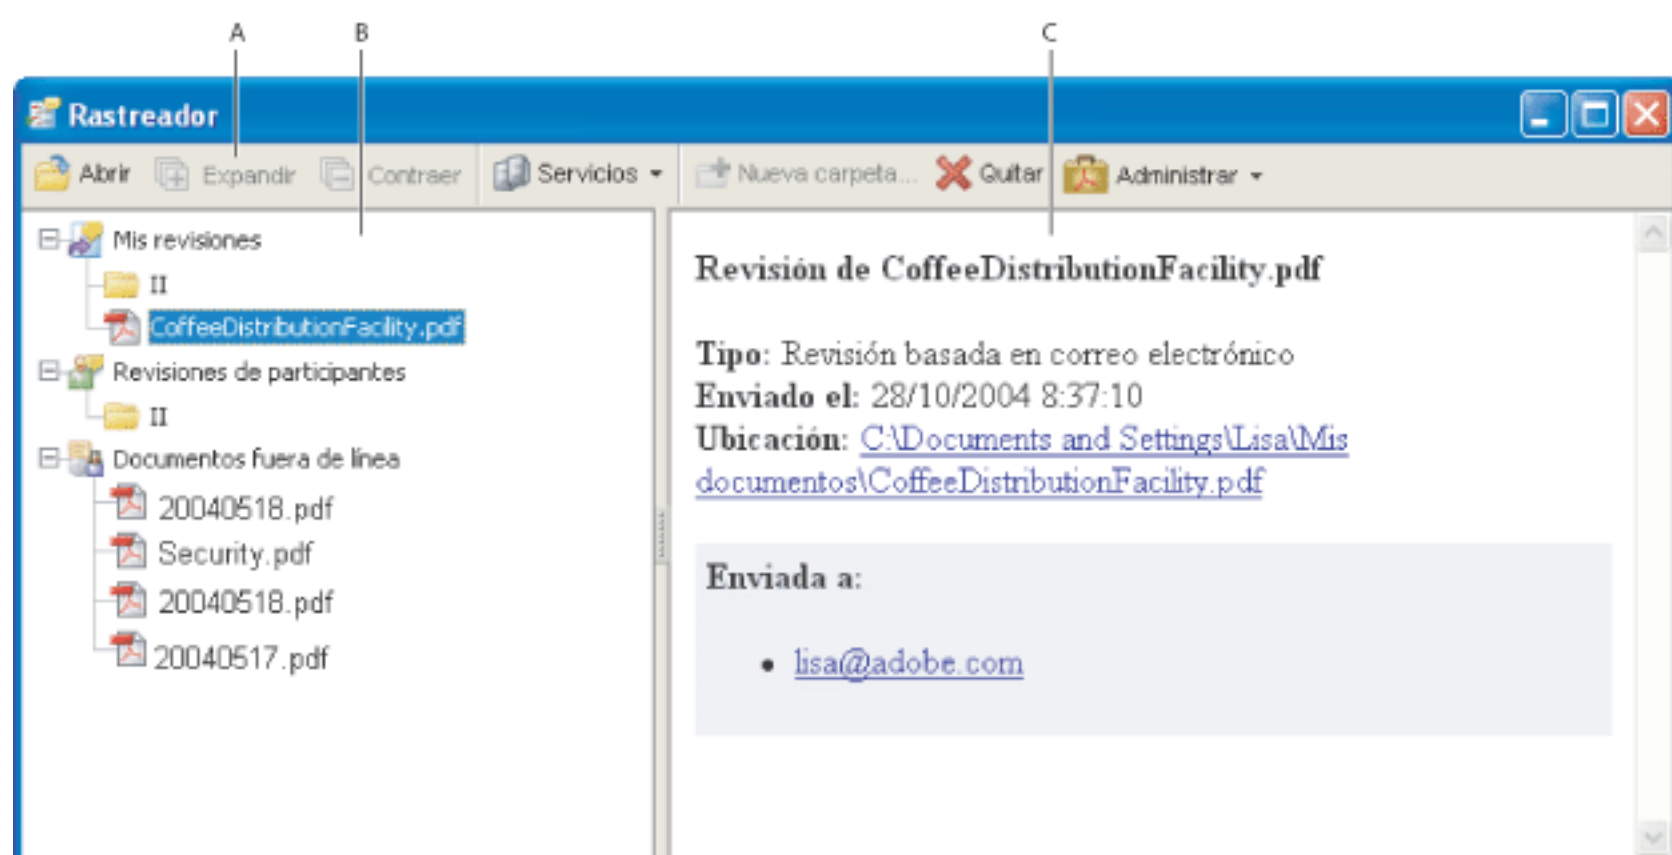 A B C
Rastreador
Abrir Expandir Contraer Servicios Nueva carpeta... Quitar Administrar
Mis revisiones
II
CoffeeDistributionFacility.pdf
Revisiones de participantes
II
Documentos fuera de línea
20040518.pdf
Security.pdf
20040518.pdf
20040517.pdf
Revisión de CoffeeDistributionFacility.pdf
Tipo: Revisión basada en correo electrónico
Enviado el: 28/10/2004 8:37:10
Ubicación: C:\Documents and Settings\Lisa\Mis
documentos\CoffeeDistributionFacility.pdf
Enviada a:
• lisa@adobe.com